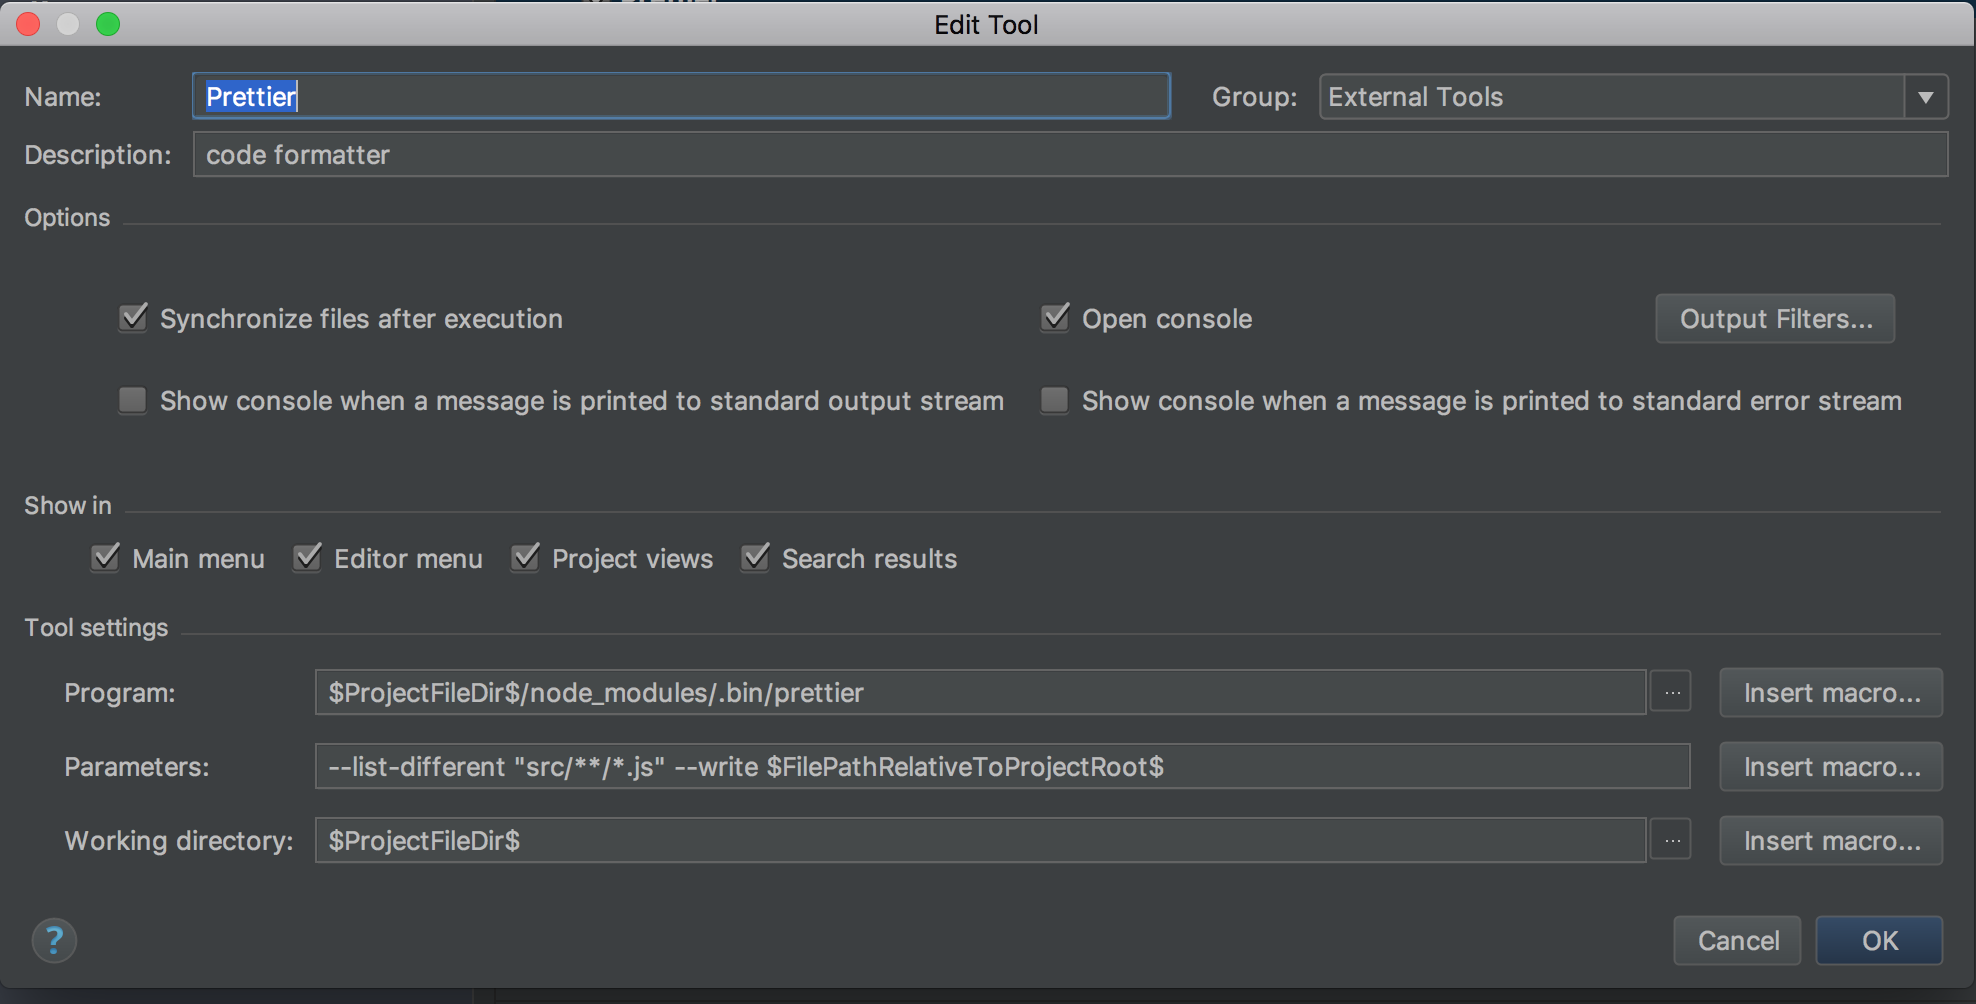 Edit Tool
Name: Prettier Group: External Tools
Description: code formatter
Options
Synchronize files after execution Open console Output Filters...
Show console when a message is printed to standard output stream Show console when a message is printed to standard error stream
Show in
Main menu Editor menu Project views Search results
Tool settings
Program: $ProjectFileDir$/node_modules/.bin/prettier ... Insert macro...
Parameters: --list-different "src/**/*.js" --write $FilePathRelativeToProjectRoot$ Insert macro...
Working directory: $ProjectFileDir$ ... Insert macro...
? Cancel OK